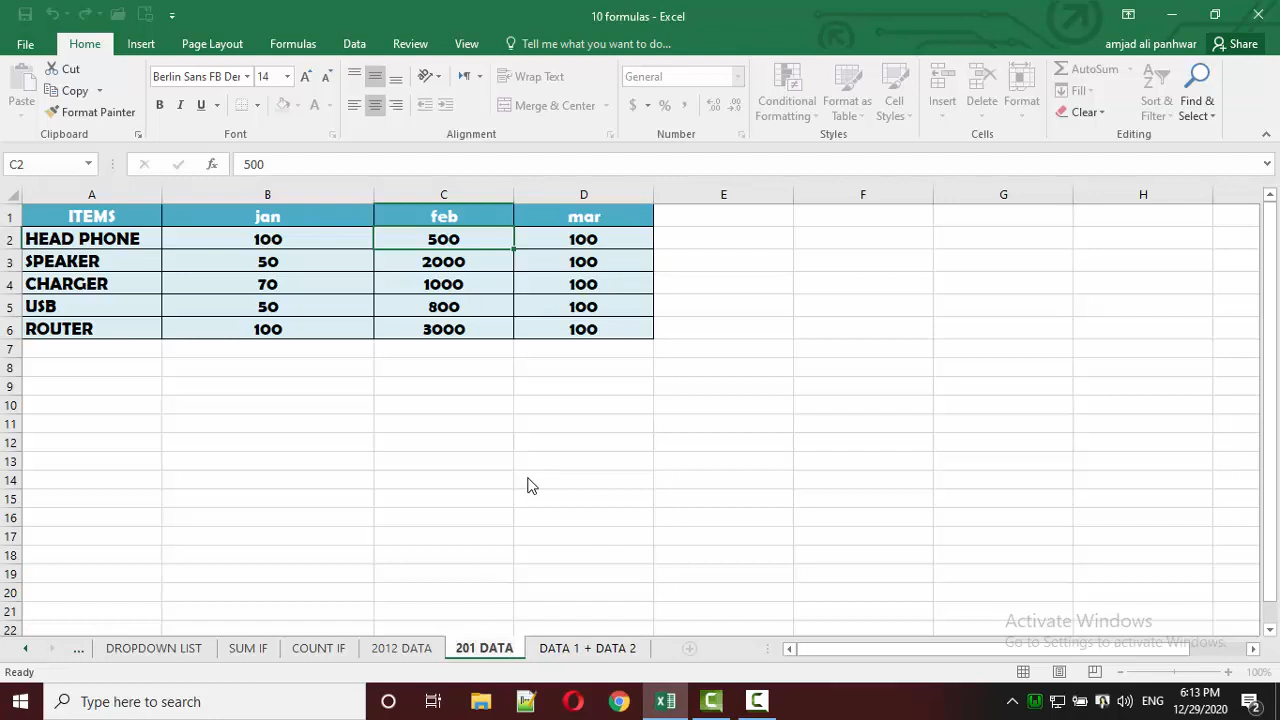 10 formulas - Excel
File Home Insert Page Layout Formulas Data Review View Tell me what you want to do... amjad ali panwhar Share
Cut
Copy
Format Painter
Paste
Clipboard
Berlin Sans FB Der 14
B I U
Font
Wrap Text
Merge & Center
Alignment
General
$ % ,
Number
Conditional Formatting
Format as Table
Cell Styles
Styles
Insert Delete Format
Cells
AutoSum
Fill
Clear
Sort & Filter
Find & Select
Editing
C2 fx 500
A B C D E F G H
1 ITEMS jan feb mar
2 HEAD PHONE 100 500 100
3 SPEAKER 50 2000 100
4 CHARGER 70 1000 100
5 USB 50 800 100
6 ROUTER 100 3000 100
7
8
9
10
11
12
13
14
15
16
17
18
19
20
21
22
Activate Windows
Go to Settings to activate Windows.
... DROPDOWN LIST SUM IF COUNT IF 2012 DATA 201 DATA DATA 1 + DATA 2
Ready 100%
Type here to search
ENG
6:13 PM
12/29/2020
2